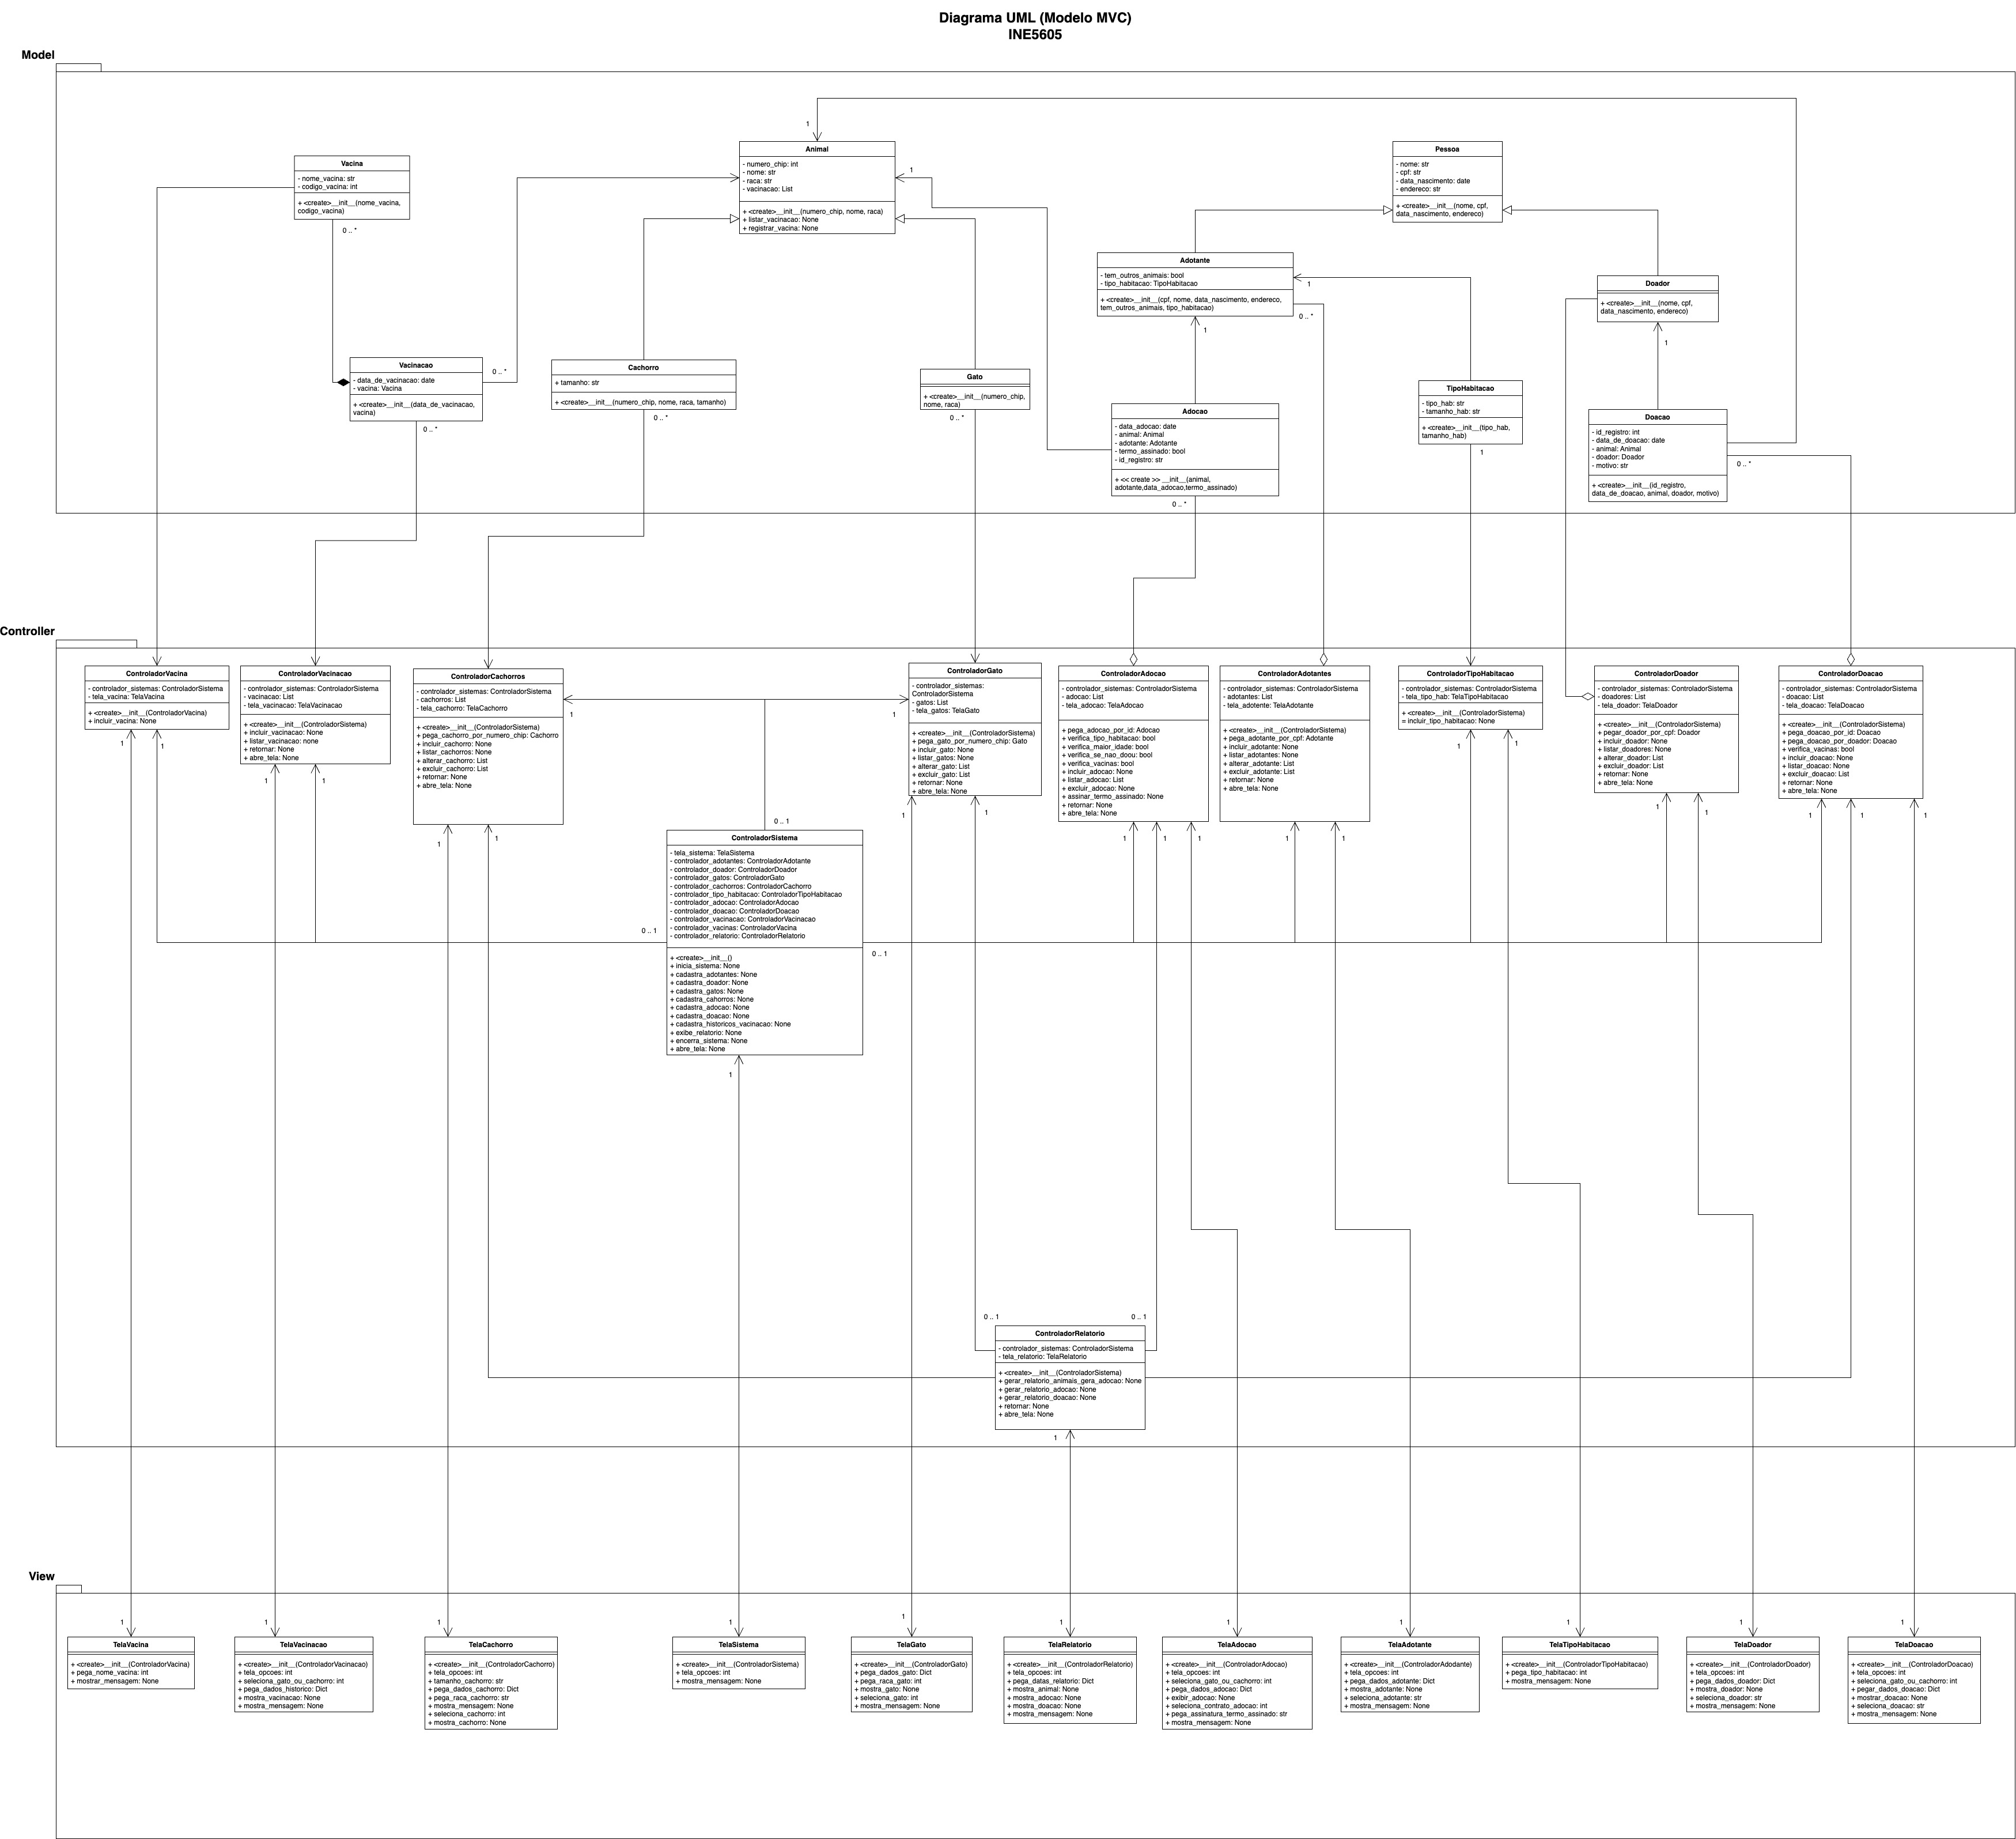 Diagrama UML (Modelo MVC)
INE5605
Model
1
Animal
- numero_chip: int
- nome: str
- raca: str
- vacinacao: List
+ <create>__init__(numero_chip, nome, raca)
+ listar_vacinacao: None
+ registrar_vacina: None
1
Pessoa
- nome: str
- cpf: str
- data_nascimento: date
- endereco: str
+ <create>__init__(nome, cpf,
data_nascimento, endereco)
Vacina
- nome_vacina: str
- codigo_vacina: int
+ <create>__init__(nome_vacina,
codigo_vacina)
0 .. *
Adotante
- tem_outros_animais: bool
- tipo_habitacao: TipoHabitacao
+ <create>__init__(cpf, nome, data_nascimento, endereco,
tem_outros_animais, tipo_habitacao)
1
0 .. *
1
Doador
+ <create>__init__(nome, cpf,
data_nascimento, endereco)
1
Vacinacao
- data_de_vacinacao: date
- vacina: Vacina
+ <create>__init__(data_de_vacinacao,
vacina)
0 .. *
0 .. *
Cachorro
+ tamanho: str
+ <create>__init__(numero_chip, nome, raca, tamanho)
0 .. *
Gato
+ <create>__init__(numero_chip,
nome, raca)
0 .. *
Adocao
- data_adocao: date
- animal: Animal
- adotante: Adotante
- termo_assinado: bool
- id_registro: str
+ << create >> __init__(animal,
adotante,data_adocao,termo_assinado)
0 .. *
TipoHabitacao
- tipo_hab: str
- tamanho_hab: str
+ <create>__init__(tipo_hab,
tamanho_hab)
1
Doacao
- id_registro: int
- data_de_doacao: date
- animal: Animal
- doador: Doador
- motivo: str
+ <create>__init__(id_registro,
data_de_doacao, animal, doador, motivo)
0 .. *
Controller
ControladorVacina
- controlador_sistemas: ControladorSistema
- tela_vacina: TelaVacina
+ <create>__init__(ControladorVacina)
+ incluir_vacina: None
1
1
ControladorVacinacao
- controlador_sistemas: ControladorSistema
- vacinacao: List
- tela_vacinacao: TelaVacinacao
+ <create>__init__(ControladorSistema)
+ incluir_vacinacao: None
+ listar_vacinacao: none
+ retornar: None
+ abre_tela: None
1
1
ControladorCachorros
- controlador_sistemas: ControladorSistema
- cachorros: List
- tela_cachorro: TelaCachorro
+ <create>__init__(ControladorSistema)
+ pega_cachorro_por_numero_chip: Cachorro
+ incluir_cachorro: None
+ listar_cachorros: None
+ alterar_cachorro: List
+ excluir_cachorro: List
+ retornar: None
+ abre_tela: None
1
1
1
1
ControladorGato
- controlador_sistemas:
ControladorSistema
- gatos: List
- tela_gatos: TelaGato
+ <create>__init__(ControladorSistema)
+ pega_gato_por_numero_chip: Gato
+ incluir_gato: None
+ listar_gatos: None
+ alterar_gato: List
+ excluir_gato: List
+ retornar: None
+ abre_tela: None
1
1
ControladorAdocao
- controlador_sistemas: ControladorSistema
- adocao: List
- tela_adocao: TelaAdocao
+ pega_adocao_por_id: Adocao
+ verifica_tipo_habitacao: bool
+ verifica_maior_idade: bool
+ verifica_se_nao_doou: bool
+ verifica_vacinas: bool
+ incluir_adocao: None
+ listar_adocao: List
+ excluir_adocao: None
+ assinar_termo_assinado: None
+ retornar: None
+ abre_tela: None
1
1
1
ControladorAdotantes
- controlador_sistemas: ControladorSistema
- adotantes: List
- tela_adotente: TelaAdotante
+ <create>__init__(ControladorSistema)
+ pega_adotante_por_cpf: Adotante
+ incluir_adotante: None
+ listar_adotantes: None
+ alterar_adotante: List
+ excluir_adotante: List
+ retornar: None
+ abre_tela: None
1
1
ControladorTipoHabitacao
- controlador_sistemas: ControladorSistema
- tela_tipo_hab: TelaTipoHabitacao
+ <create>__init__(ControladorSistema)
= incluir_tipo_habitacao: None
1
1
ControladorDoador
- controlador_sistemas: ControladorSistema
- doadores: List
- tela_doador: TelaDoador
+ <create>__init__(ControladorSistema)
+ pegar_doador_por_cpf: Doador
+ incluir_doador: None
+ listar_doadores: None
+ alterar_doador: List
+ excluir_doador: List
+ retornar: None
+ abre_tela: None
1
1
ControladorDoacao
- controlador_sistemas: ControladorSistema
- doacao: List
- tela_doacao: TelaDoacao
+ <create>__init__(ControladorSistema)
+ pega_doacao_por_id: Doacao
+ pega_doacao_por_doador: Doacao
+ verifica_vacinas: bool
+ incluir_doacao: None
+ listar_doacao: None
+ excluir_doacao: List
+ retornar: None
+ abre_tela: None
1
1
1
0 .. 1
ControladorSistema
- tela_sistema: TelaSistema
- controlador_adotantes: ControladorAdotante
- controlador_doador: ControladorDoador
- controlador_gatos: ControladorGato
- controlador_cachorros: ControladorCachorro
- controlador_tipo_habitacao: ControladorTipoHabitacao
- controlador_adocao: ControladorAdocao
- controlador_doacao: ControladorDoacao
- controlador_vacinacao: ControladorVacinacao
- controlador_vacinas: ControladorVacina
- controlador_relatorio: ControladorRelatorio
+ <create>__init__()
+ inicia_sistema: None
+ cadastra_adotantes: None
+ cadastra_doador: None
+ cadastra_gatos: None
+ cadastra_cahorros: None
+ cadastra_adocao: None
+ cadastra_doacao: None
+ cadastra_historicos_vacinacao: None
+ exibe_relatorio: None
+ encerra_sistema: None
+ abre_tela: None
0 .. 1
0 .. 1
1
0 .. 1
0 .. 1
ControladorRelatorio
- controlador_sistemas: ControladorSistema
- tela_relatorio: TelaRelatorio
+ <create>__init__(ControladorSistema)
+ gerar_relatorio_animais_gera_adocao: None
+ gerar_relatorio_adocao: None
+ gerar_relatorio_doacao: None
+ retornar: None
+ abre_tela: None
1
View
1
TelaVacina
+ <create>__init__(ControladorVacina)
+ pega_nome_vacina: int
+ mostrar_mensagem: None
1
TelaVacinacao
+ <create>__init__(ControladorVacinacao)
+ tela_opcoes: int
+ seleciona_gato_ou_cachorro: int
+ pega_dados_historico: Dict
+ mostra_vacinacao: None
+ mostra_mensagem: None
1
TelaCachorro
+ <create>__init__(ControladorCachorro)
+ tela_opcoes: int
+ tamanho_cachorro: str
+ pega_dados_cachorro: Dict
+ pega_raca_cachorro: str
+ mostra_mensagem: None
+ seleciona_cachorro: int
+ mostra_cachorro: None
1
TelaSistema
+ <create>__init__(ControladorSistema)
+ tela_opcoes: int
+ mostra_mensagem: None
1
TelaGato
+ <create>__init__(ControladorGato)
+ pega_dados_gato: Dict
+ pega_raca_gato: int
+ mostra_gato: None
+ seleciona_gato: int
+ mostra_mensagem: None
1
TelaRelatorio
+ <create>__init__(ControladorRelatorio)
+ tela_opcoes: int
+ pega_datas_relatorio: Dict
+ mostra_animal: None
+ mostra_adocao: None
+ mostra_doacao: None
+ mostra_mensagem: None
1
TelaAdocao
+ <create>__init__(ControladorAdocao)
+ tela_opcoes: int
+ seleciona_gato_ou_cachorro: int
+ pega_dados_adocao: Dict
+ exibir_adocao: None
+ seleciona_contrato_adocao: int
+ pega_assinatura_termo_assinado: str
+ mostra_mensagem: None
1
TelaAdotante
+ <create>__init__(ControladorAdodante)
+ tela_opcoes: int
+ pega_dados_adotante: Dict
+ mostra_adotante: None
+ seleciona_adotante: str
+ mostra_mensagem: None
1
TelaTipoHabitacao
+ <create>__init__(ControladorTipoHabitacao)
+ pega_tipo_habitacao: int
+ mostra_mensagem: None
1
TelaDoador
+ <create>__init__(ControladorDoador)
+ tela_opcoes: int
+ pega_dados_doador: Dict
+ mostra_doador: None
+ seleciona_doador: str
+ mostra_mensagem: None
1
TelaDoacao
+ <create>__init__(ControladorDoacao)
+ tela_opcoes: int
+ seleciona_gato_ou_cachorro: int
+ pegar_dados_doacao: Dict
+ mostrar_doacao: None
+ seleciona_doacao: str
+ mostra_mensagem: None